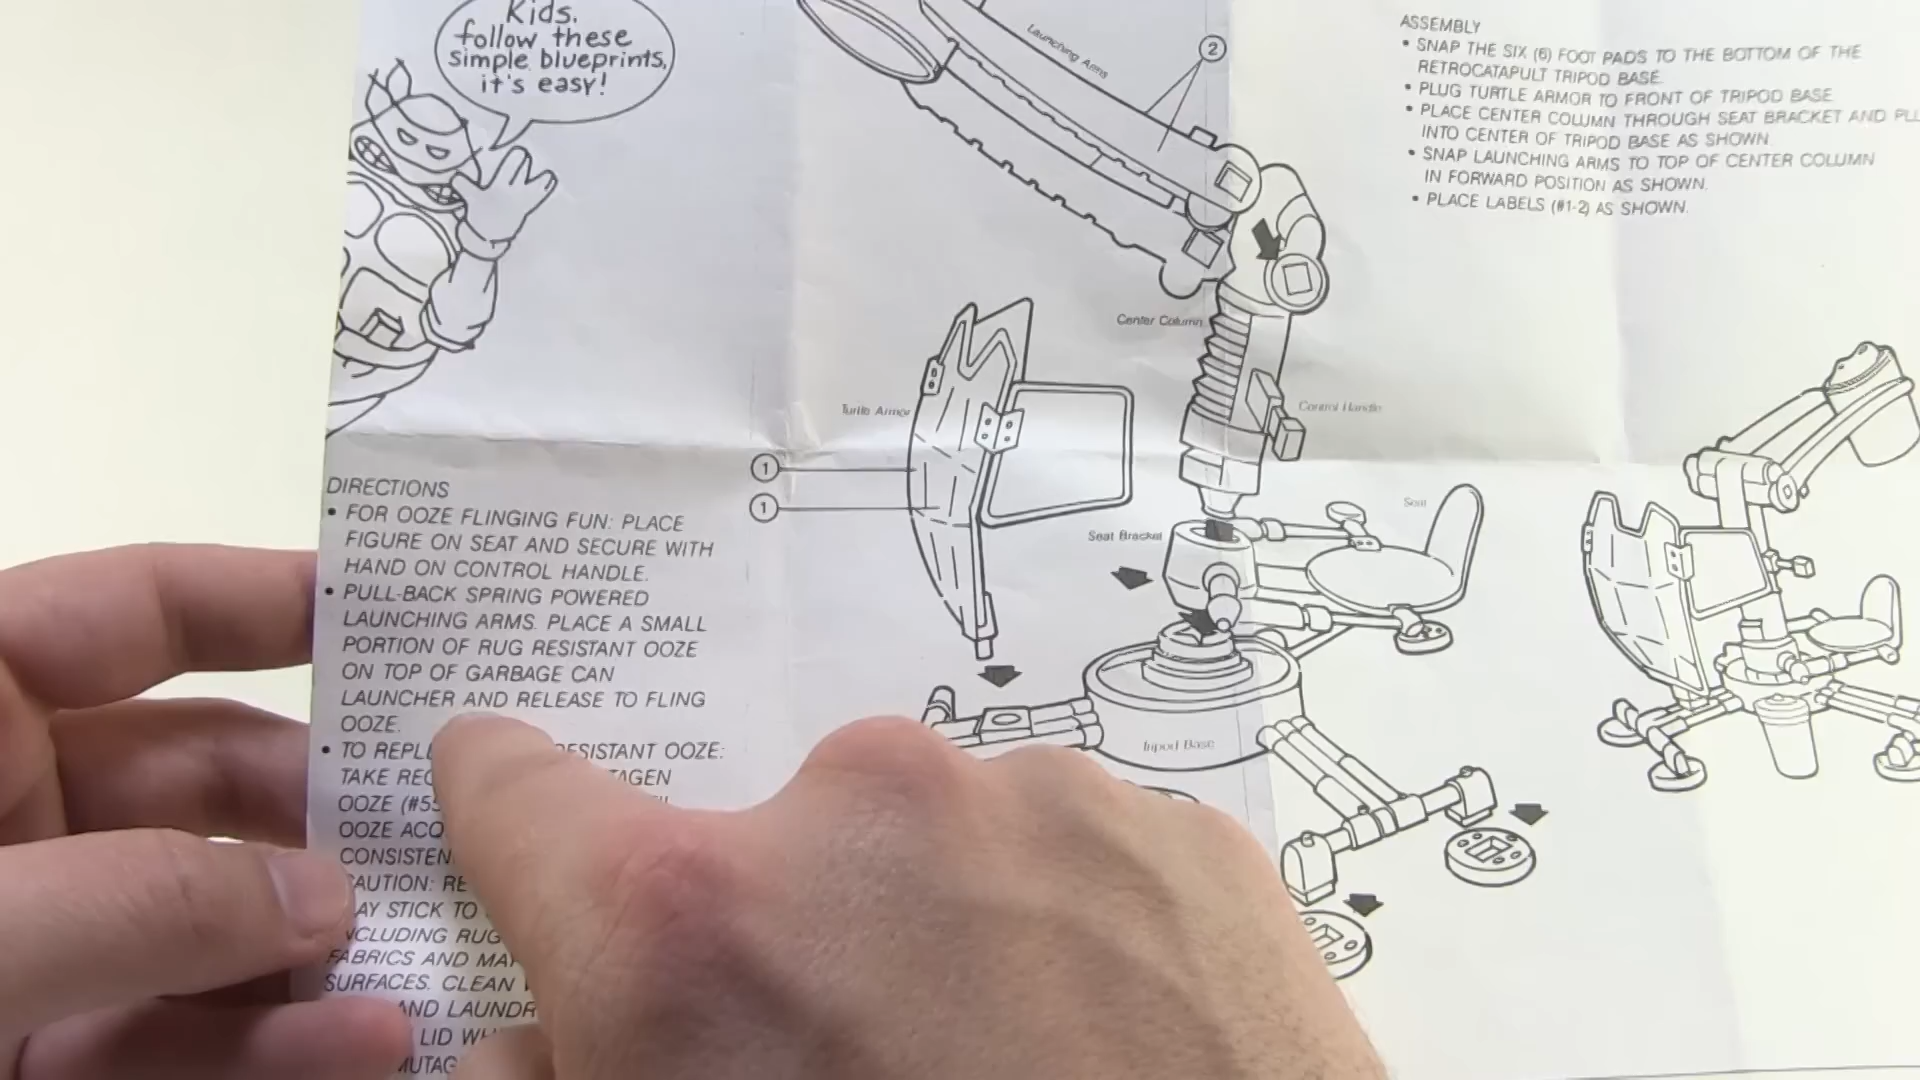 Kids,
follow these
simple blueprints,
it's easy!
Launching Arms
2
ASSEMBLY
• SNAP THE SIX (6) FOOT PADS TO THE BOTTOM OF THE
RETROCATAPULT TRIPOD BASE.
• PLUG TURTLE ARMOR TO FRONT OF TRIPOD BASE
• PLACE CENTER COLUMN THROUGH SEAT BRACKET AND
INTO CENTER OF TRIPOD BASE AS SHOWN.
• SNAP LAUNCHING ARMS TO TOP OF CENTER COLUMN
IN FORWARD POSITION AS SHOWN.
• PLACE LABELS (#1-2) AS SHOWN.
Center Column
Turtle Armor
Control Handle
1
1
Seat
Seat Bracket
Tripod Base
DIRECTIONS
• FOR OOZE FLINGING FUN: PLACE
FIGURE ON SEAT AND SECURE WITH
HAND ON CONTROL HANDLE.
• PULL-BACK SPRING POWERED
LAUNCHING ARMS. PLACE A SMALL
PORTION OF RUG RESISTANT OOZE
ON TOP OF GARBAGE CAN
LAUNCHER AND RELEASE TO FLING
OOZE.
• TO RESISTANT OOZE:
TAKE
OOZE
OOZE
CAUTION:
STICK TO
INCLUDING RUG
FABRICS AND
SURFACES. CLEAN
AND
LID